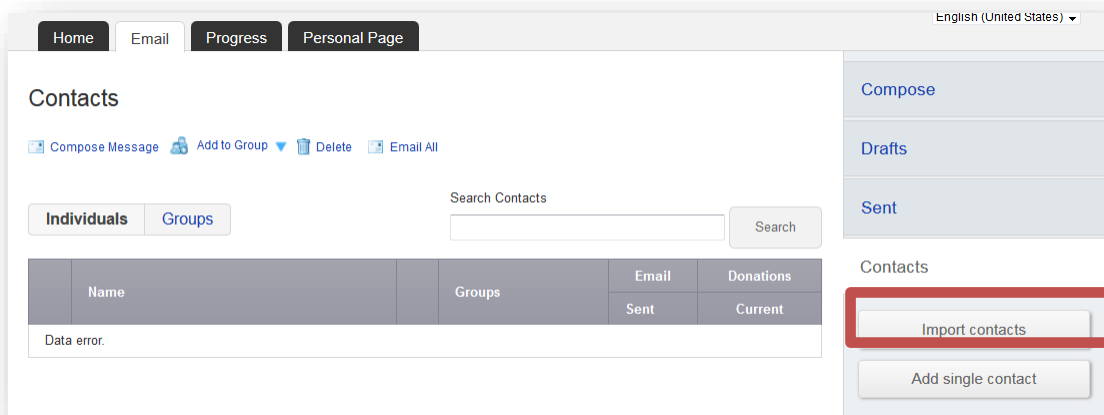 English (United States)
Home Email Progress Personal Page
Contacts
Compose Message Add to Group Delete Email All
Search Contacts
Individuals Groups
Search
Name Groups Email Donations
Sent Current
Data error.
Compose
Drafts
Sent
Contacts
Import contacts
Add single contact